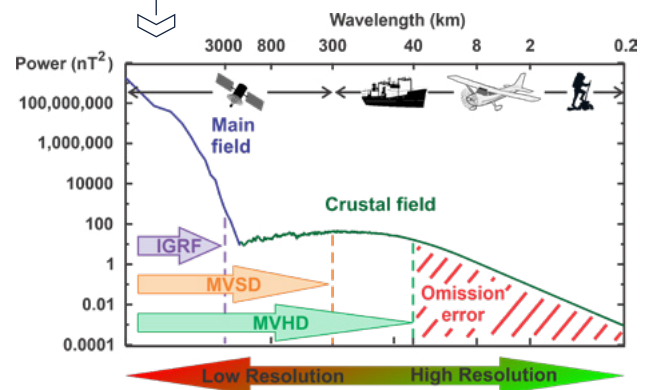 Wavelength (km)
3000 800 300 40 8 2 0.2
Power (nT²)
100,000,000
1,000,000
10000
100
1
0.01
0.0001
Main
field
Crustal field
IGRF
MVSD
MVHD
Omission
error
Low Resolution High Resolution